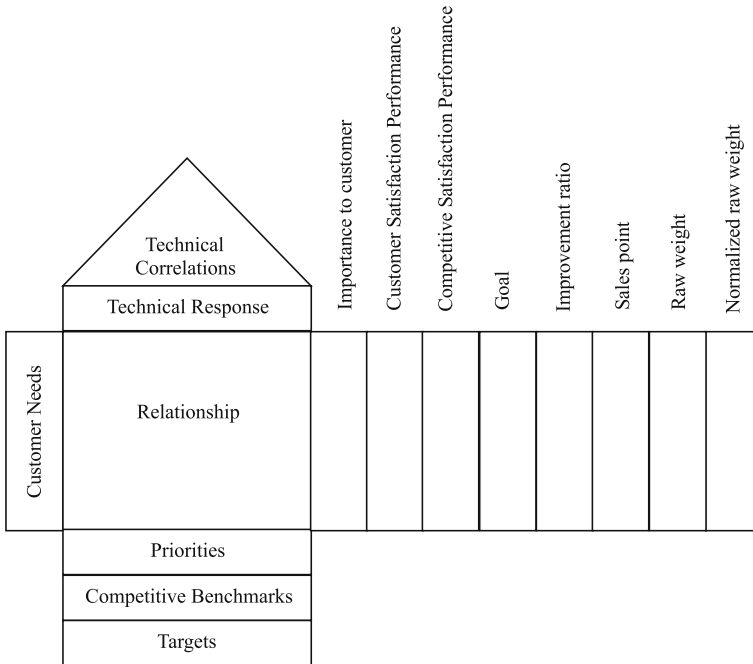 Technical
Correlations
Technical Response
Importance to customer
Customer Satisfaction Performance
Competitive Satisfaction Performance
Goal
Improvement ratio
Sales point
Raw weight
Normalized raw weight
Customer Needs
Relationship
Priorities
Competitive Benchmarks
Targets